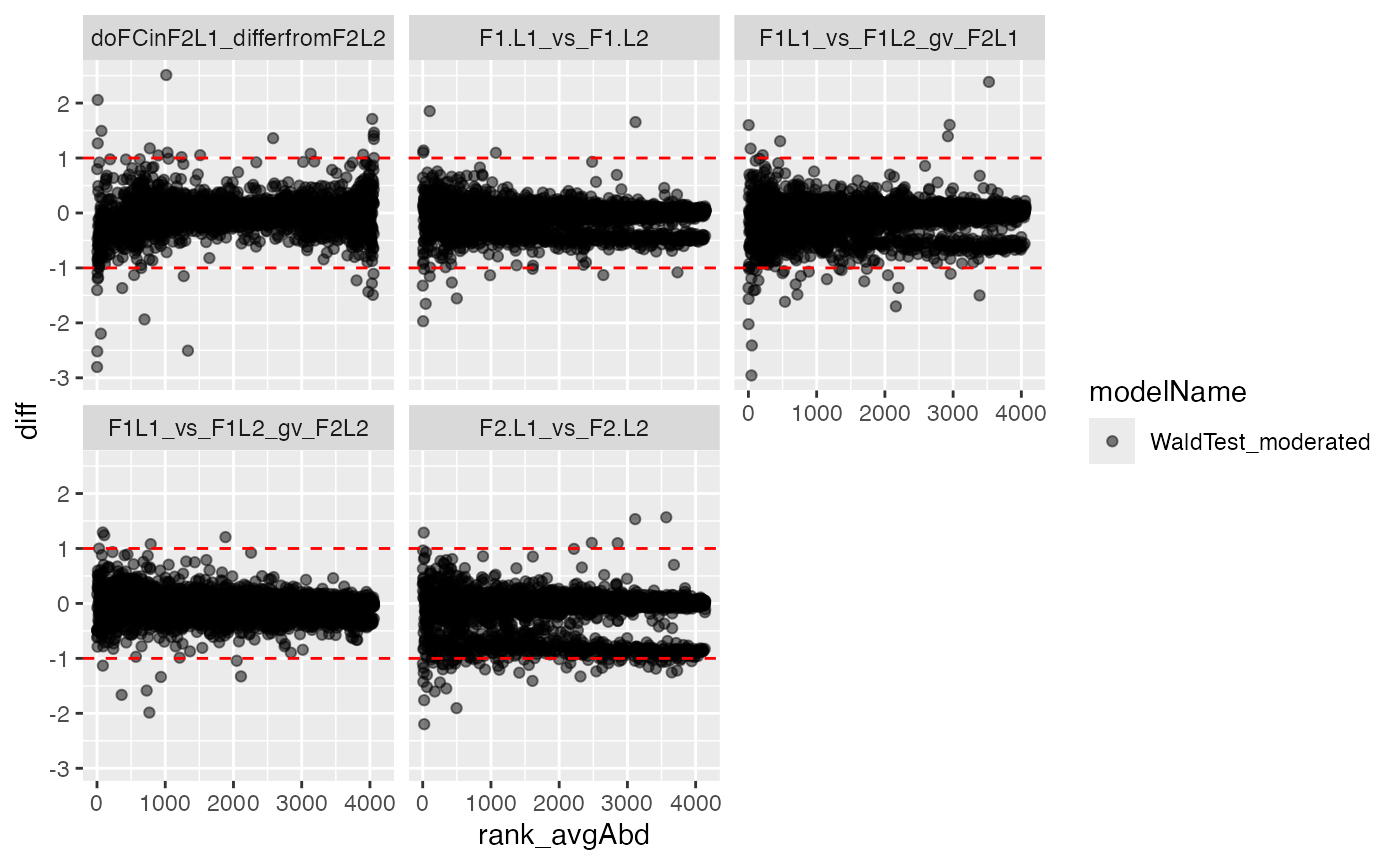 doFCinF2L1_differfromF2L2
F1.L1_vs_F1.L2
F1L1_vs_F1L2_gv_F2L1
2
1
0
-1
-2
-3
0 1000 2000 3000 4000
F1L1_vs_F1L2_gv_F2L2
F2.L1_vs_F2.L2
2
1
0
-1
-2
-3
0 1000 2000 3000 4000
0 1000 2000 3000 4000
rank_avgAbd
diff
modelName
WaldTest_moderated